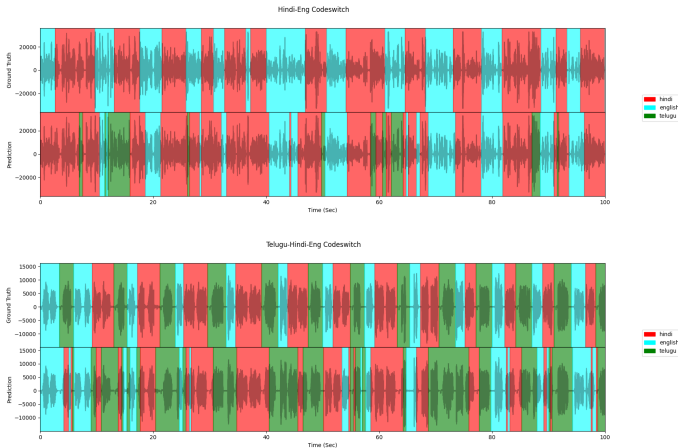 Hindi-Eng Codeswitch
Ground Truth
20000
0
−20000
Prediction
20000
0
−20000
0
20
40
60
80
100
Time (Sec)
hindi
english
telugu
Telugu-Hindi-Eng Codeswitch
Ground Truth
15000
10000
5000
0
−5000
−10000
Prediction
15000
10000
5000
0
−5000
−10000
−15000
0
20
40
60
80
100
Time (Sec)
hindi
english
telugu